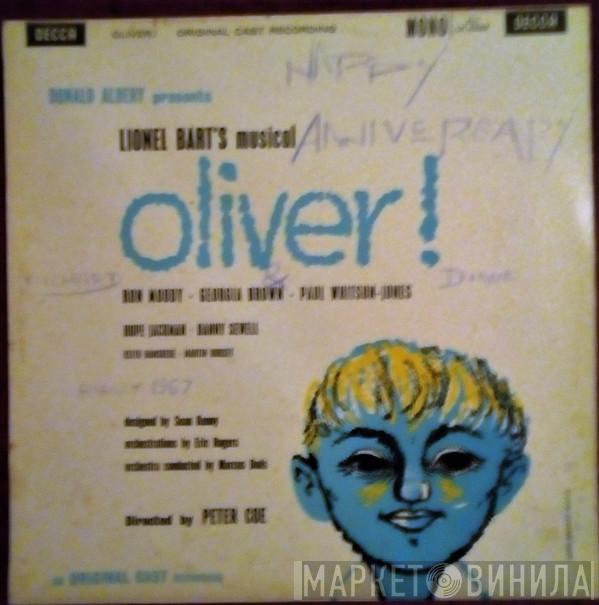 DECCA OLIVER! ORIGINAL CAST RECORDING MONO DECCA
HAPPY
DONALD ALBERY presents
LIONEL BART'S musical
ANNIVERSARY
oliver!
&
RON MOODY - GEORGIA BROWN - PAUL WHITSUN-JONES
HOPE JACKMAN - DANNY SEWELL
1967
designed by Sean Kenny
orchestrations by Eric Rogers
orchestra conducted by Marcus Dods
Directed by PETER COE
an ORIGINAL CAST recording
МАРКЕТ ВИНИЛА